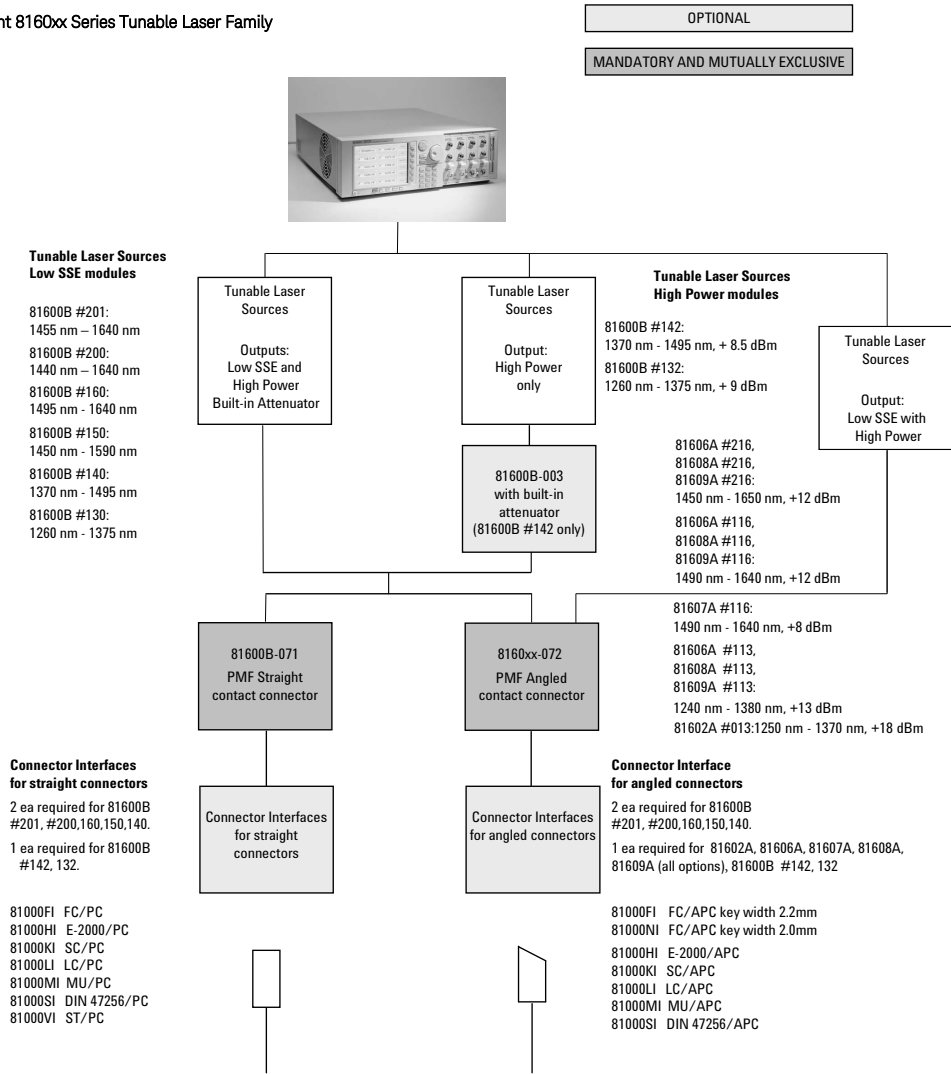 nt 8160xx Series Tunable Laser Family
OPTIONAL
MANDATORY AND MUTUALLY EXCLUSIVE
Tunable Laser Sources
Low SSE modules
81600B #201:
1455 nm – 1640 nm
81600B #200:
1440 nm – 1640 nm
81600B #160:
1495 nm - 1640 nm
81600B #150:
1450 nm - 1590 nm
81600B #140:
1370 nm - 1495 nm
81600B #130:
1260 nm - 1375 nm
Tunable Laser
Sources
Outputs:
Low SSE and
High Power
Built-in Attenuator
Tunable Laser
Sources
Output:
High Power
only
81600B-003
with built-in
attenuator
(81600B #142 only)
Tunable Laser Sources
High Power modules
81600B #142:
1370 nm - 1495 nm, + 8.5 dBm
81600B #132:
1260 nm - 1375 nm, + 9 dBm
Tunable Laser
Sources
Output:
Low SSE with
High Power
81606A #216,
81608A #216,
81609A #216:
1450 nm - 1650 nm, +12 dBm
81606A #116,
81608A #116,
81609A #116:
1490 nm - 1640 nm, +12 dBm
81607A #116:
1490 nm - 1640 nm, +8 dBm
81606A #113,
81608A #113,
81609A #113:
1240 nm - 1380 nm, +13 dBm
81602A #013:1250 nm - 1370 nm, +18 dBm
81600B-071
PMF Straight
contact connector
8160xx-072
PMF Angled
contact connector
Connector Interfaces
for straight connectors
2 ea required for 81600B
#201, #200,160,150,140.
1 ea required for 81600B
#142, 132.
Connector Interfaces
for straight
connectors
Connector Interfaces
for angled connectors
Connector Interface
for angled connectors
2 ea required for 81600B
#201, #200,160,150,140.
1 ea required for 81602A, 81606A, 81607A, 81608A,
81609A (all options), 81600B #142, 132
81000FI FC/PC
81000HI E-2000/PC
81000KI SC/PC
81000LI LC/PC
81000MI MU/PC
81000SI DIN 47256/PC
81000VI ST/PC
81000FI FC/APC key width 2.2mm
81000NI FC/APC key width 2.0mm
81000HI E-2000/APC
81000KI SC/APC
81000LI LC/APC
81000MI MU/APC
81000SI DIN 47256/APC